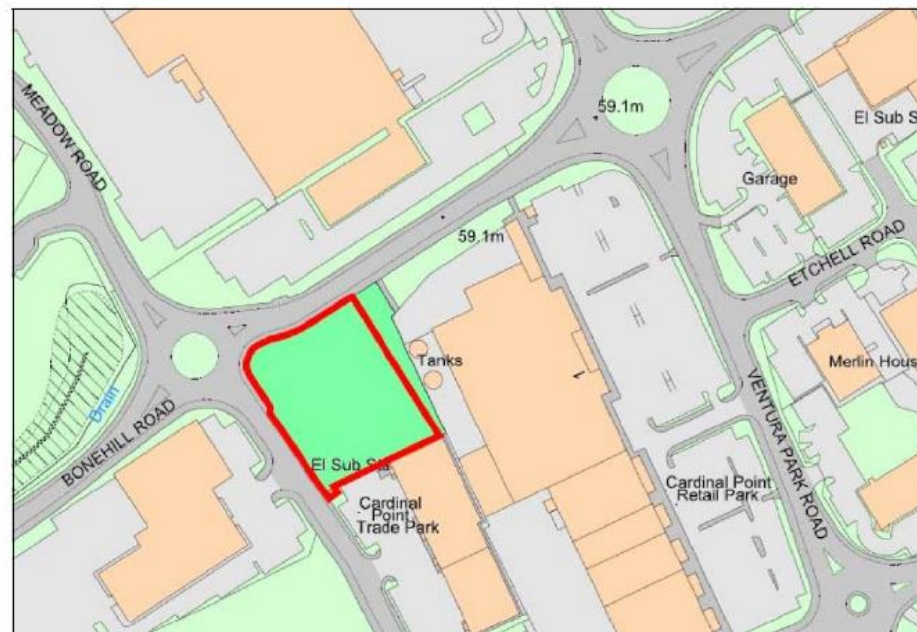 MEADOW ROAD
59.1m
El Sub S
Garage
59.1m
ETCHELL ROAD
Tanks
1
Merlin Hous
Drain
BONEHILL ROAD
VENTURA PARK ROAD
El Sub Sta
Cardinal
Point
Trade Park
Cardinal Point
Retail Park